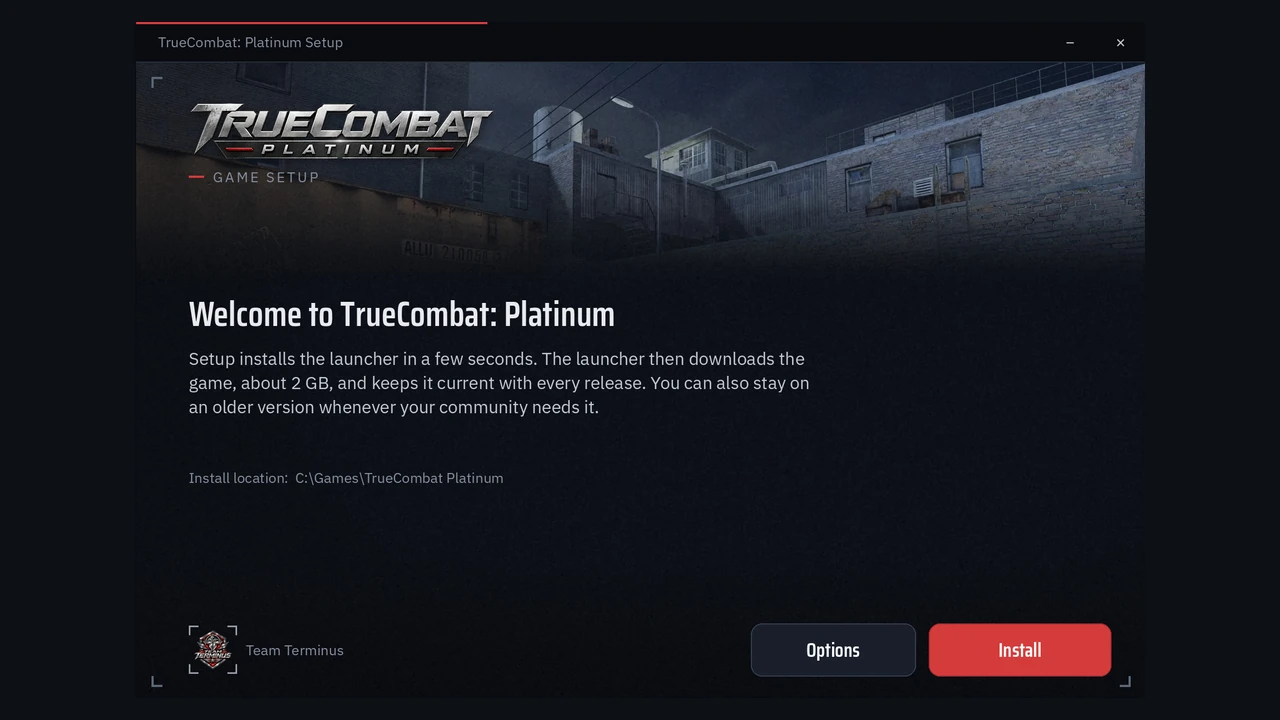 TrueCombat: Platinum Setup
TRUECOMBAT
PLATINUM
GAME SETUP
Welcome to TrueCombat: Platinum
Setup installs the launcher in a few seconds. The launcher then downloads the
game, about 2 GB, and keeps it current with every release. You can also stay on
an older version whenever your community needs it.
Install location: C:\Games\TrueCombat Platinum
TEAM
TERMINUS
Team Terminus
Options
Install